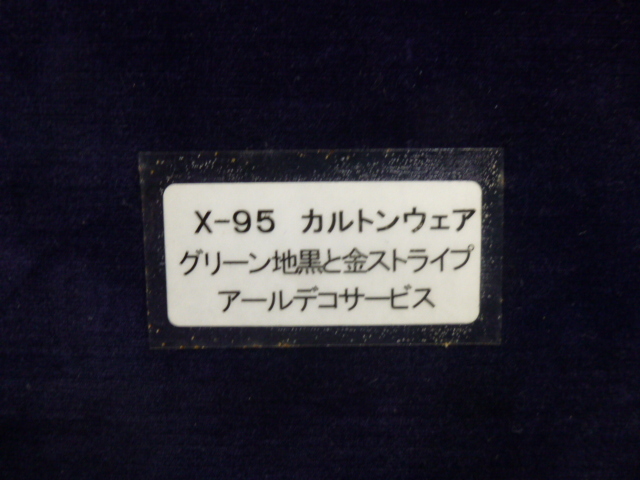 X-95 カルトンウェア
グリーン地黒と金ストライプ
アールデコサービス